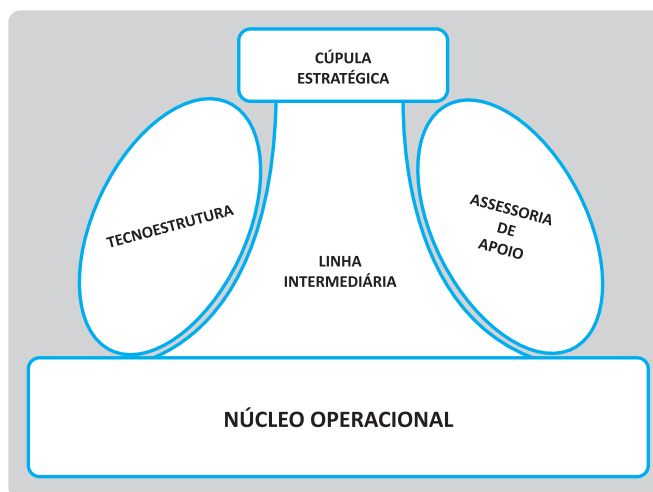 CÚPULA
ESTRATÉGICA
TECNOESTRUTURA
ASSESSORIA
DE
APOIO
LINHA
INTERMEDIÁRIA
NÚCLEO OPERACIONAL